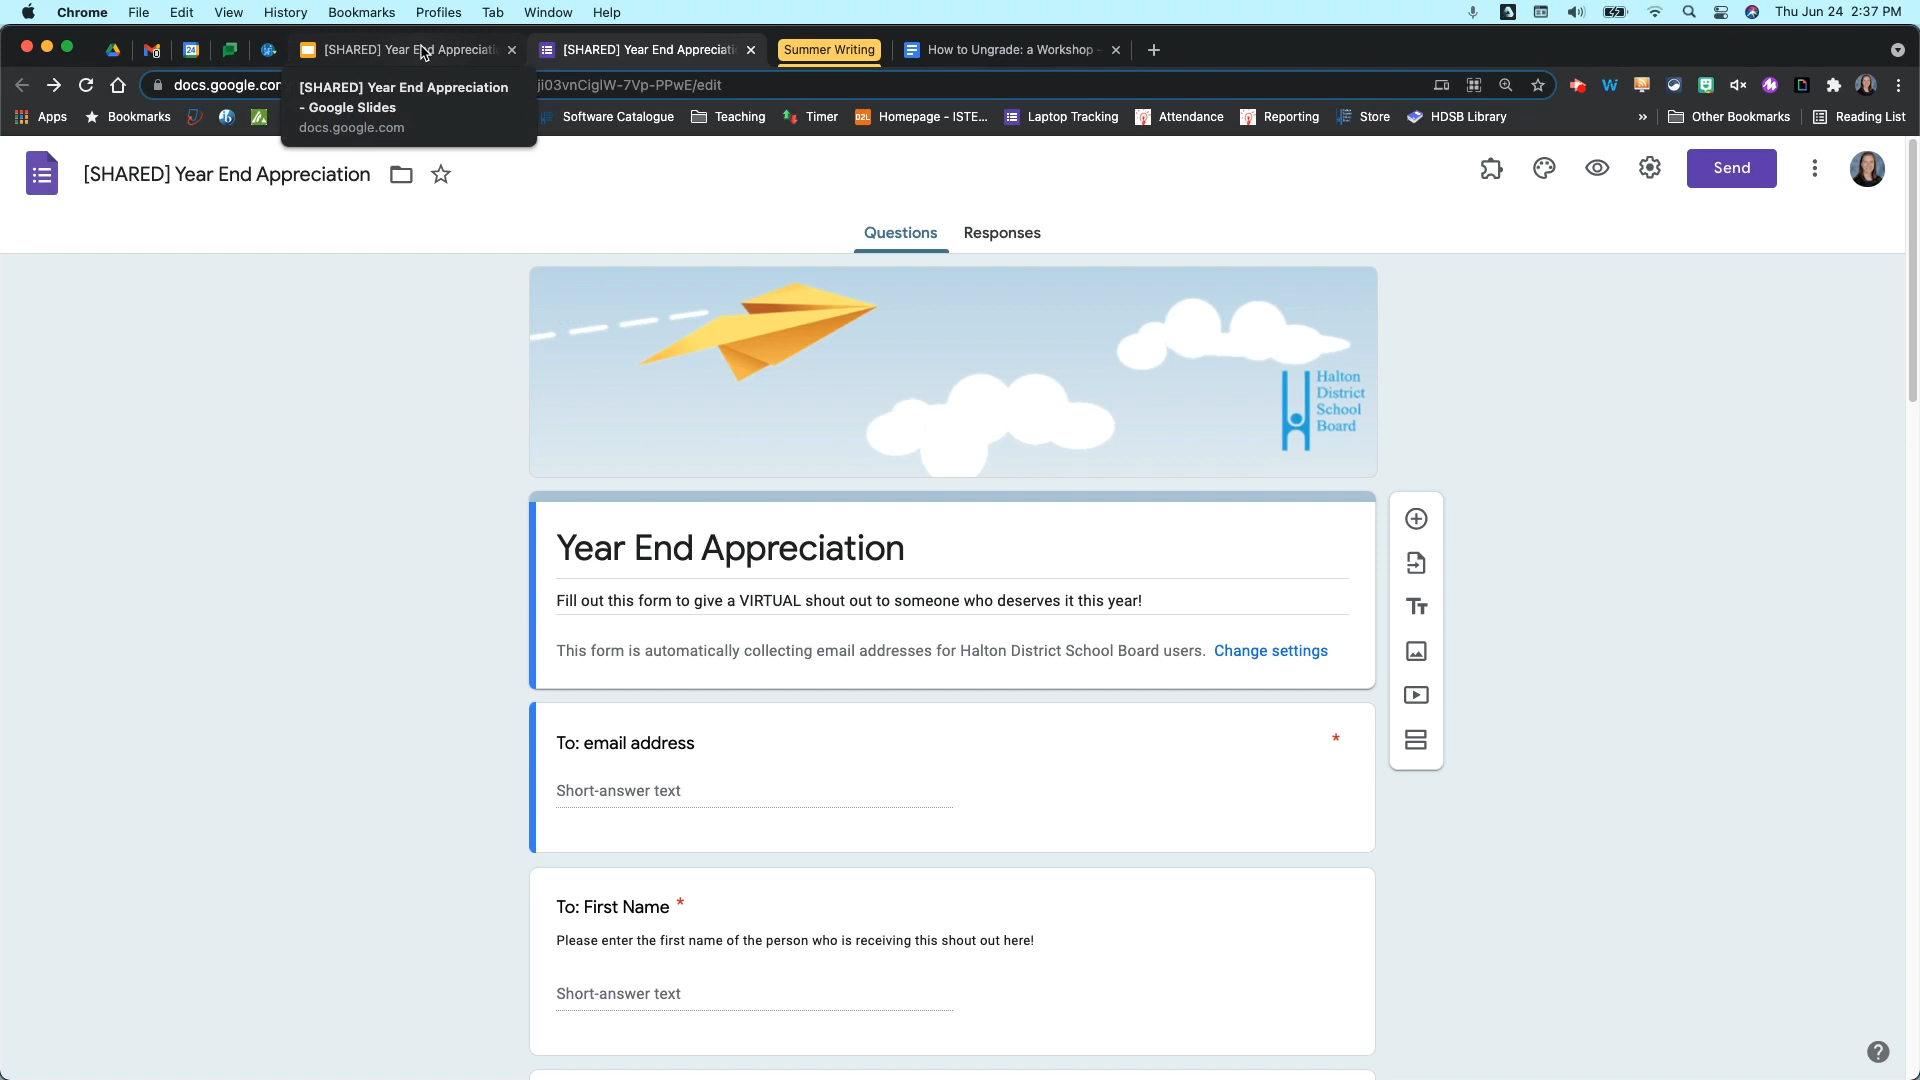 Chrome File Edit View History Bookmarks Profiles Tab Window Help Thu Jun 24 2:37 PM
[SHARED] Year End Appreciati [SHARED] Year End Appreciati Summer Writing How to Ungrade: a Workshop -
docs.google.cor ji03vnCiglW-7Vp-PPwE/edit
[SHARED] Year End Appreciation
- Google Slides
docs.google.com
Apps Bookmarks Software Catalogue Teaching Timer Homepage - ISTE... Laptop Tracking Attendance Reporting Store HDSB Library » Other Bookmarks Reading List
[SHARED] Year End Appreciation Send
Questions Responses
Halton
District
School
Board
Year End Appreciation
Fill out this form to give a VIRTUAL shout out to someone who deserves it this year!
This form is automatically collecting email addresses for Halton District School Board users. Change settings
To: email address *
Short-answer text
To: First Name *
Please enter the first name of the person who is receiving this shout out here!
Short-answer text